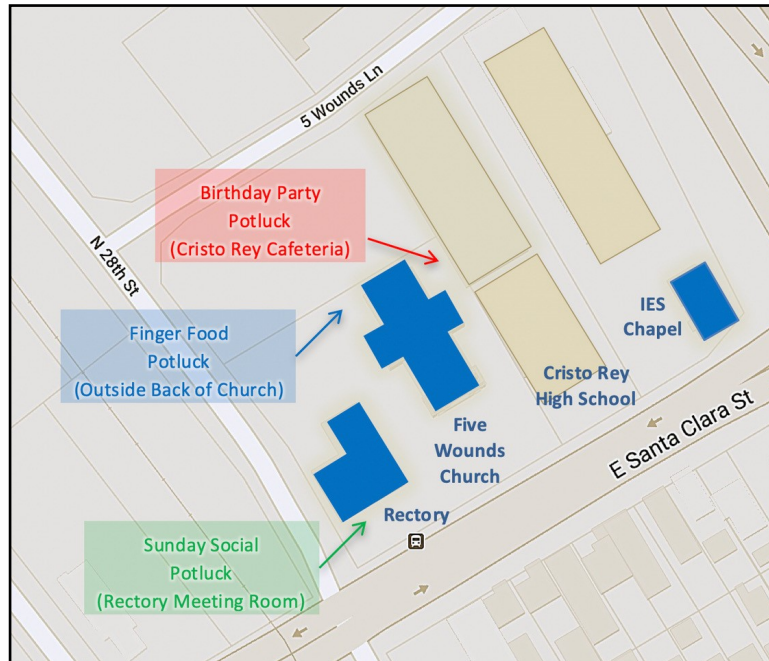 5 Wounds Ln
Birthday Party
Potluck
(Cristo Rey Cafeteria)
N 28th St
Finger Food
Potluck
(Outside Back of Church)
IES
Chapel
Cristo Rey
High School
Five
Wounds
Church
E Santa Clara St
Rectory
Sunday Social
Potluck
(Rectory Meeting Room)